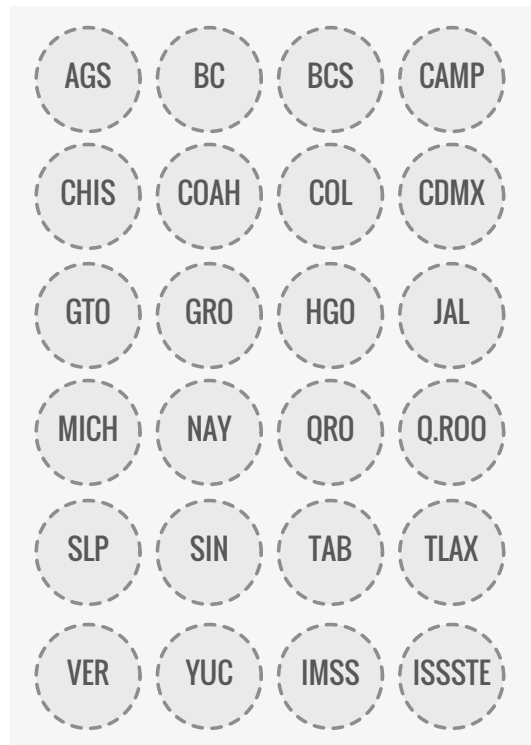 AGS BC BCS CAMP
CHIS COAH COL CDMX
GTO GRO HGO JAL
MICH NAY QRO Q.ROO
SLP SIN TAB TLAX
VER YUC IMSS ISSSTE